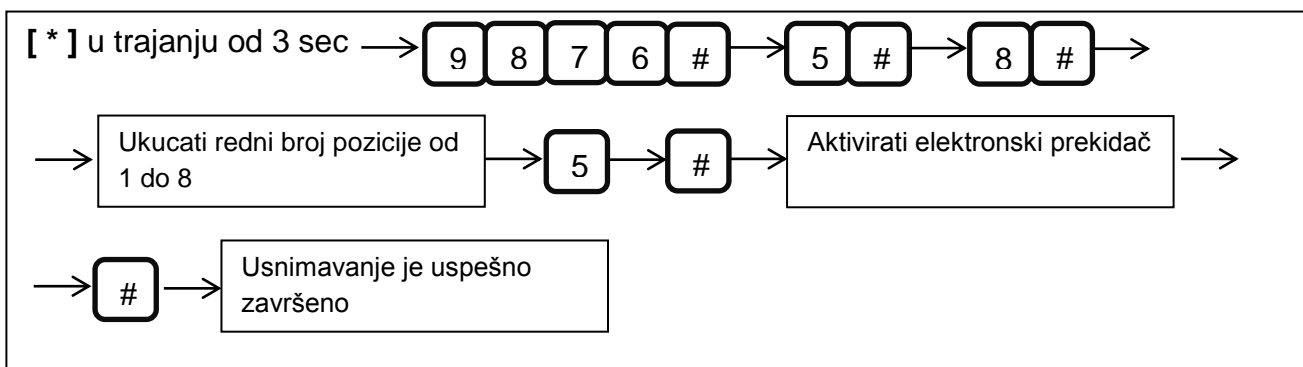 [ * ] u trajanju od 3 sec 9 8 7 6 # 5 # 8 #
Ukucati redni broj pozicije od
1 do 8
5 #
Aktivirati elektronski prekidač
#
Usnimavanje je uspešno
završeno